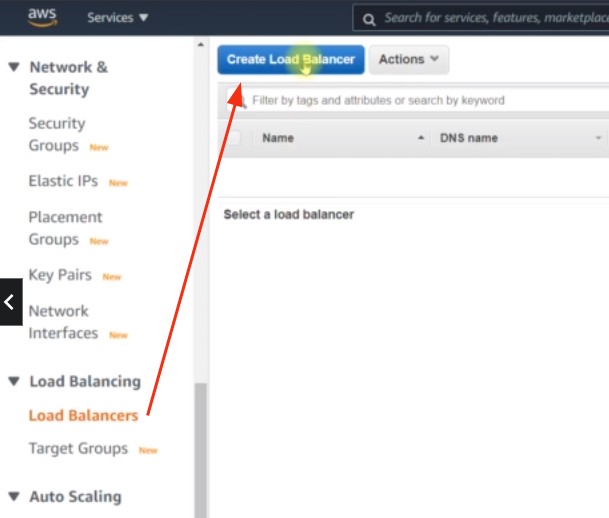 aws Services Search for services, features, marketplac
Create Load Balancer Actions
Filter by tags and attributes or search by keyword
Name DNS name
Select a load balancer
Network &
Security
Security
Groups New
Elastic IPs New
Placement
Groups New
Key Pairs New
Network
Interfaces New
Load Balancing
Load Balancers
Target Groups New
Auto Scaling